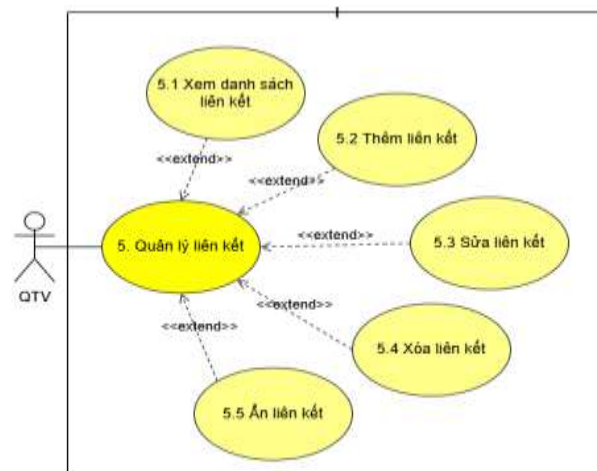 5.1 Xem danh sách
liên kết
<<extend>>
5.2 Thêm liên kết
<<extend>>
<<extend>>
5.3 Sửa liên kết
5. Quản lý liên kết
QTV
<<extend>>
<<extend>>
5.4 Xóa liên kết
5.5 Ẩn liên kết